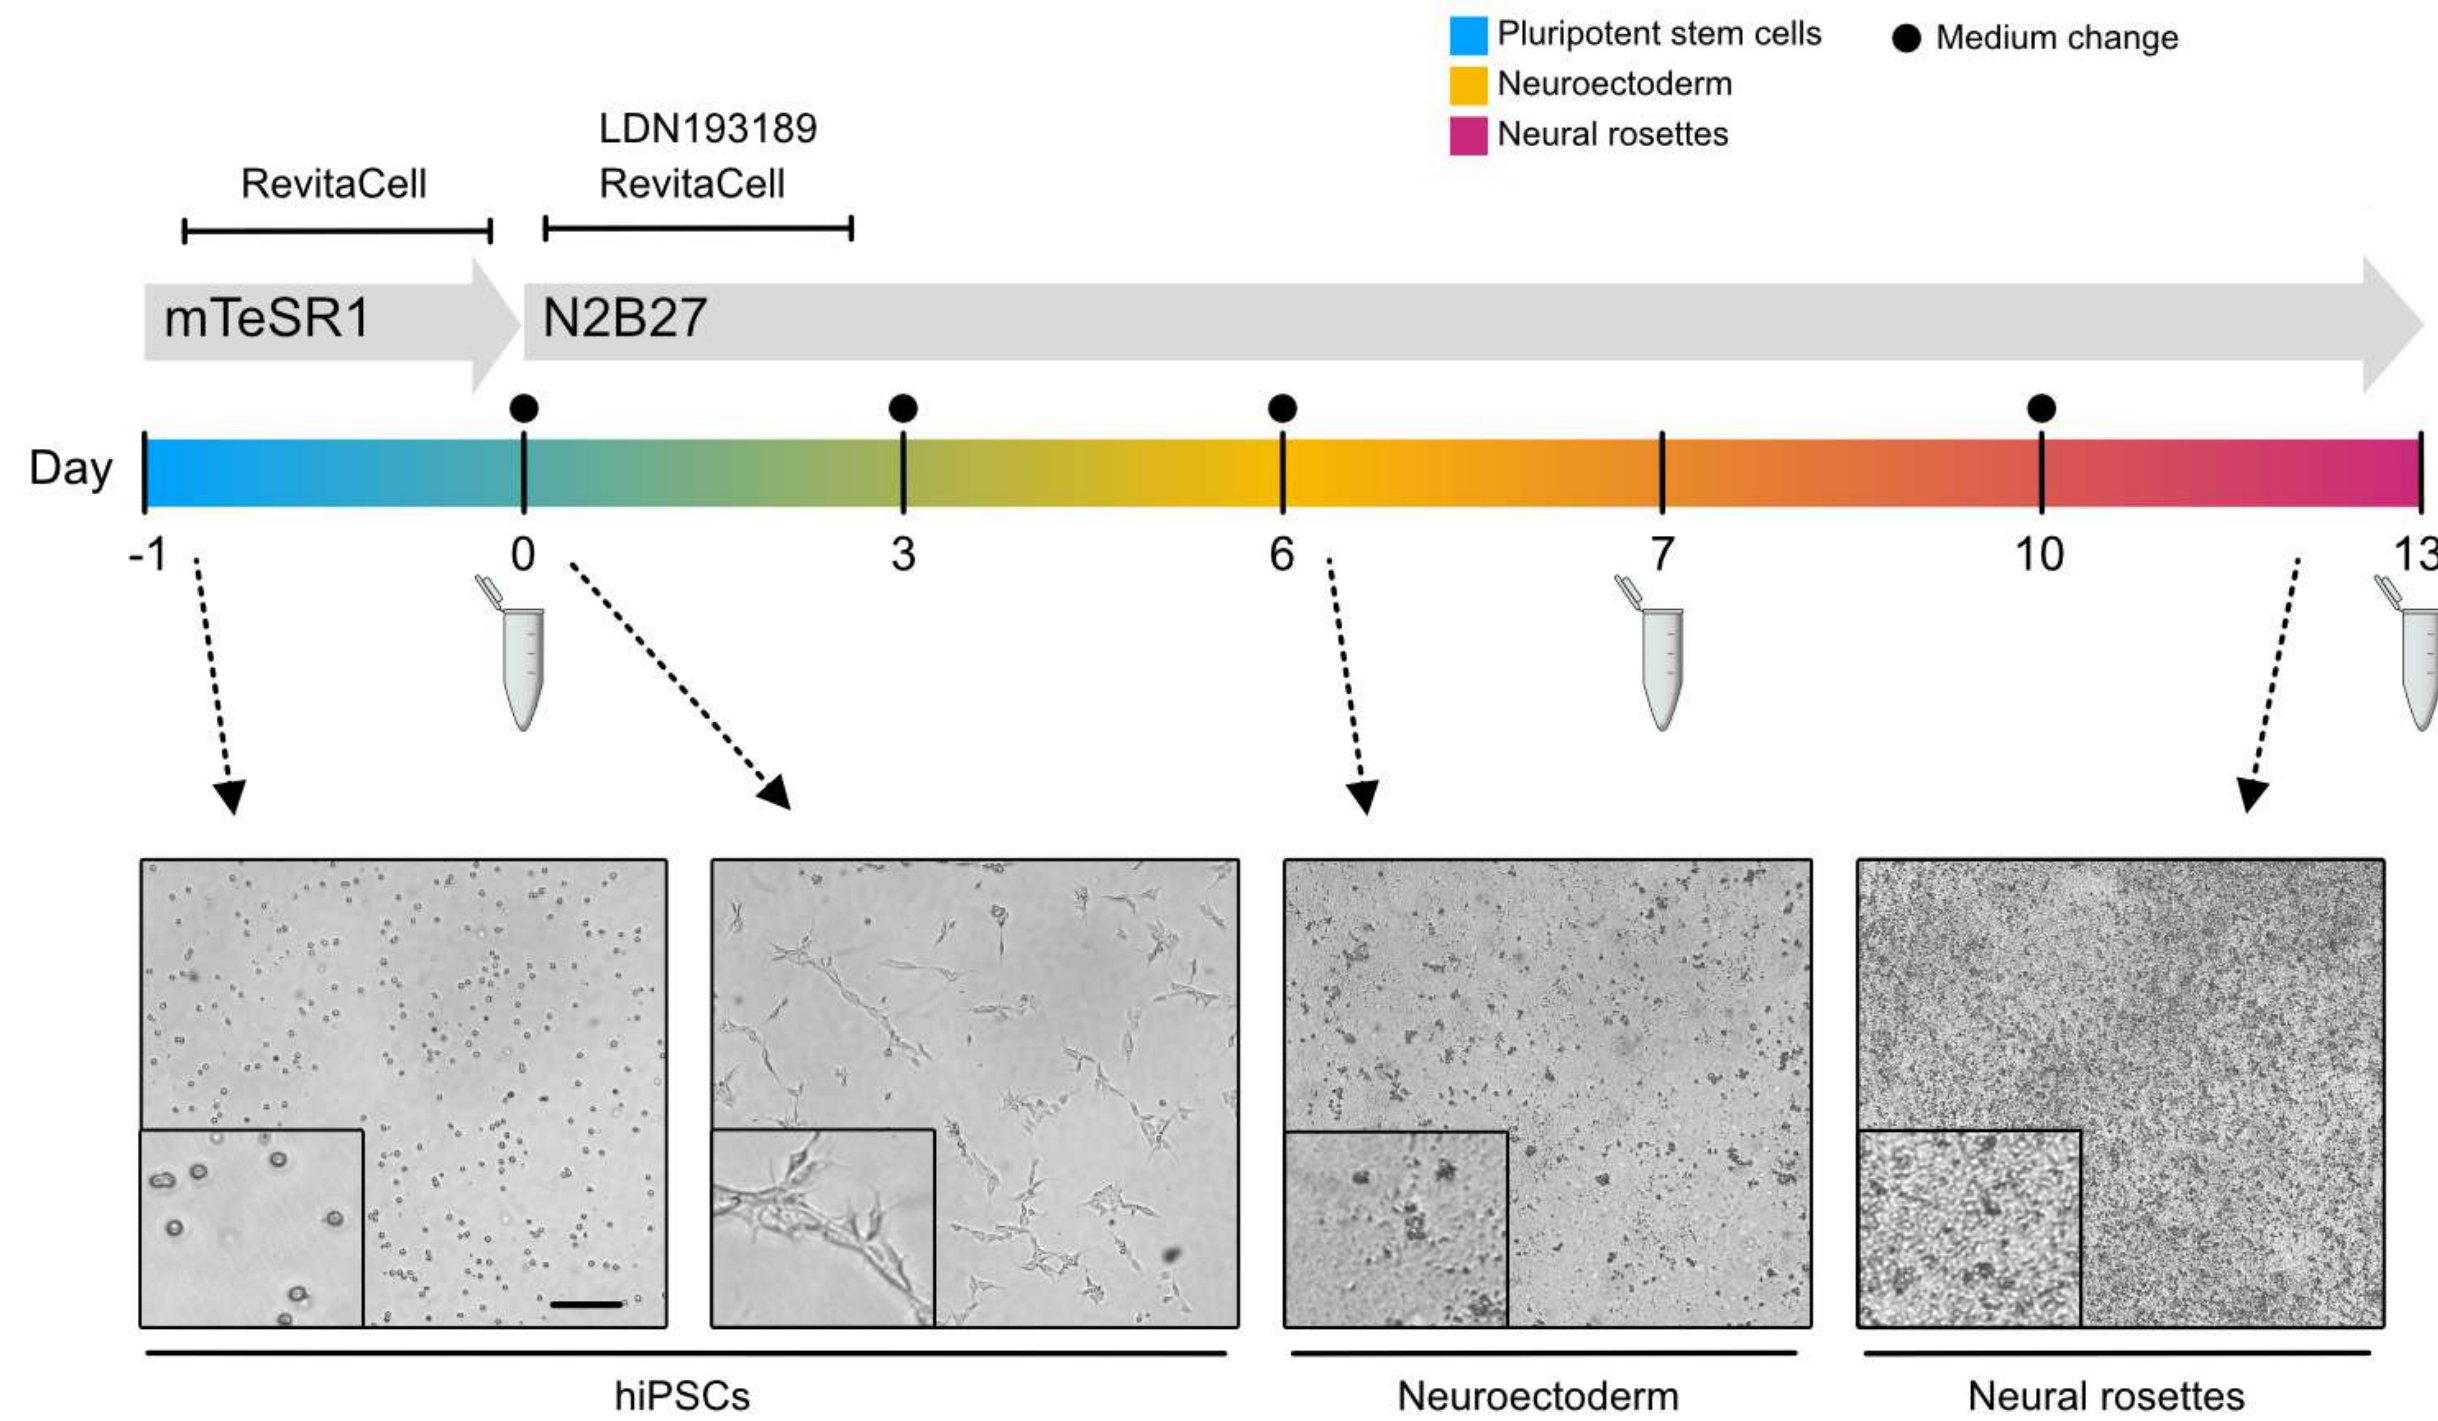 Pluripotent stem cells
Medium change
Neuroectoderm
Neural rosettes
LDN193189
RevitaCell
RevitaCell
mTeSR1
N2B27
Day
-1
0
3
6
7
10
13
hiPSCs
Neuroectoderm
Neural rosettes